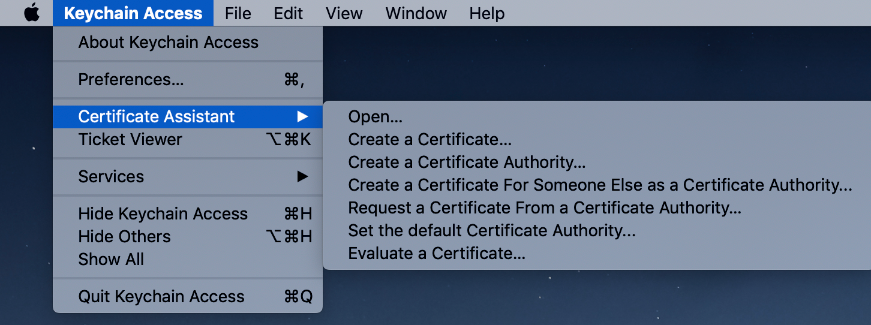 Keychain Access File Edit View Window Help
About Keychain Access
Preferences... ⌘,
Certificate Assistant ▶
Ticket Viewer ⌥⌘K
Services ▶
Hide Keychain Access ⌘H
Hide Others ⌥⌘H
Show All
Quit Keychain Access ⌘Q
Open...
Create a Certificate...
Create a Certificate Authority...
Create a Certificate For Someone Else as a Certificate Authority...
Request a Certificate From a Certificate Authority...
Set the default Certificate Authority...
Evaluate a Certificate...